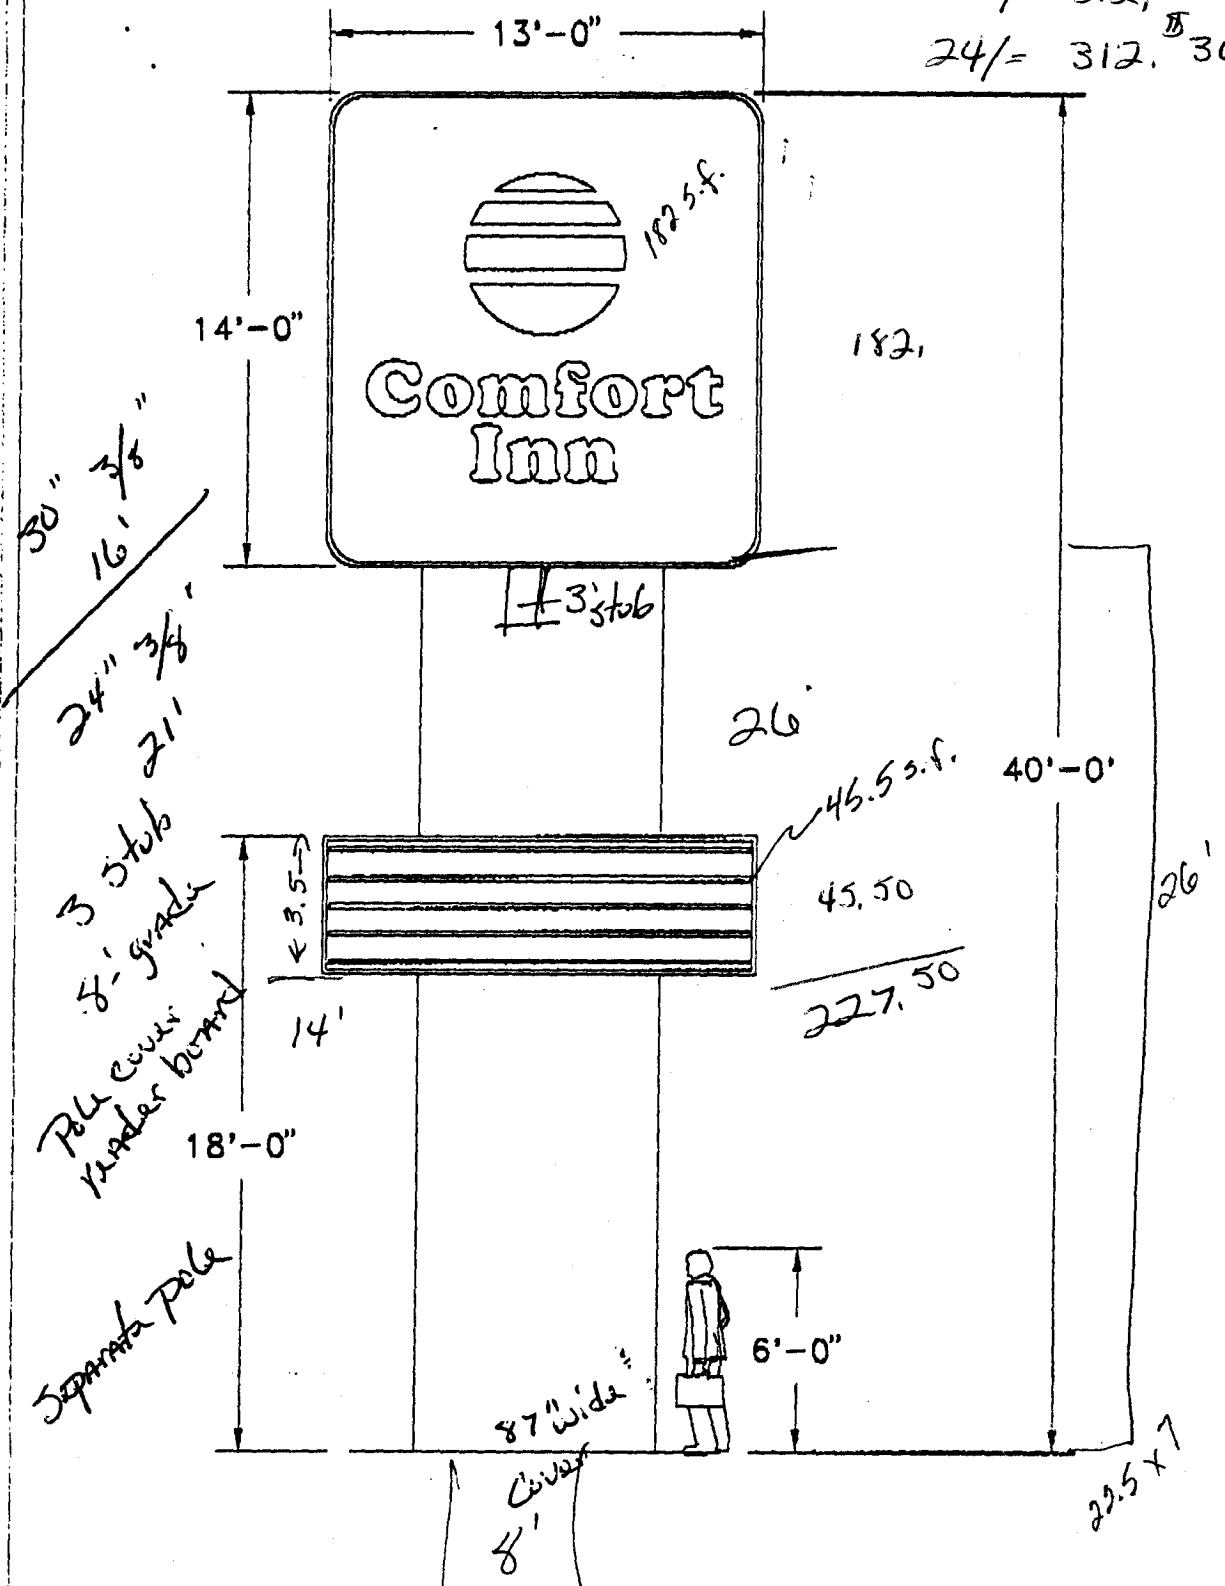 13'-0"
24/= 312.
182 s.f.
14'-0"
182,
Comfort
Inn
30" 3/8"
16'
3' stub
24" 3/8'
21'
26'
45.5 s.f.
40'-0'
3 stub
3.5
45.50
26'
8' grade
227.50
14'
Pole cover
reader board
18'-0"
Separate pole
6'-0"
87" wide
Cover
8'
22.5 x 7